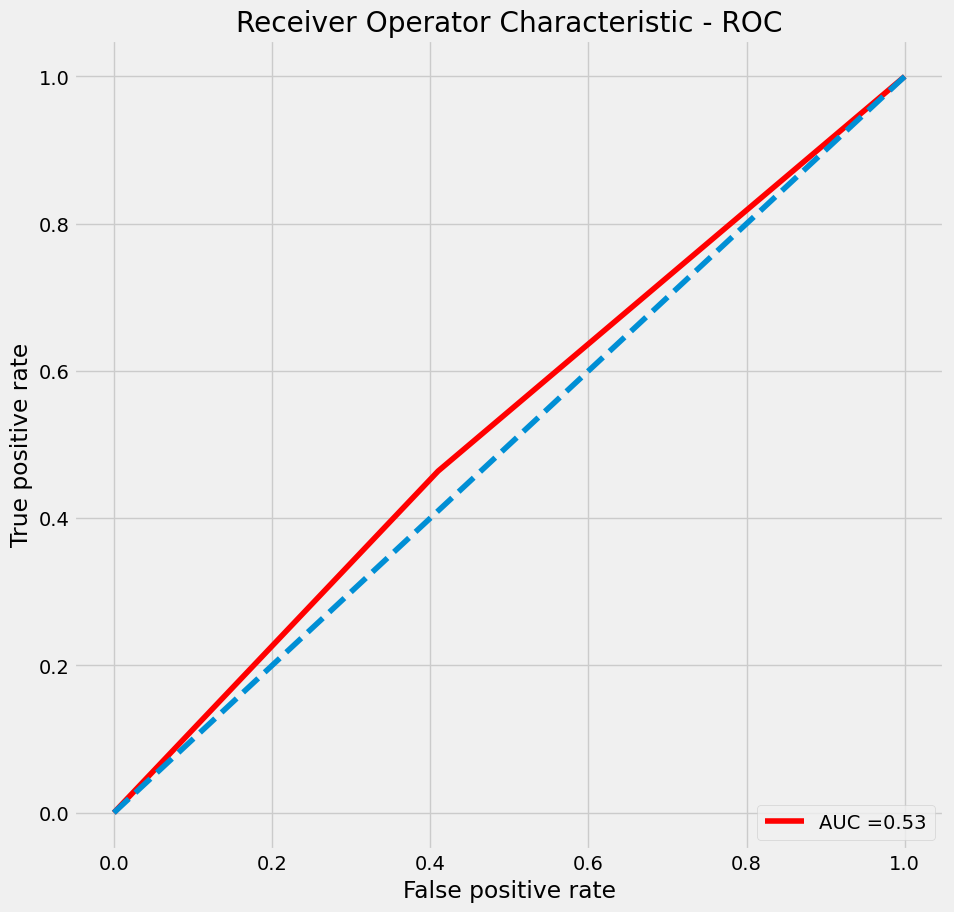 Receiver Operator Characteristic - ROC
True positive rate
1.0
0.8
0.6
0.4
0.2
0.0
AUC =0.53
0.0 0.2 0.4 0.6 0.8 1.0
False positive rate